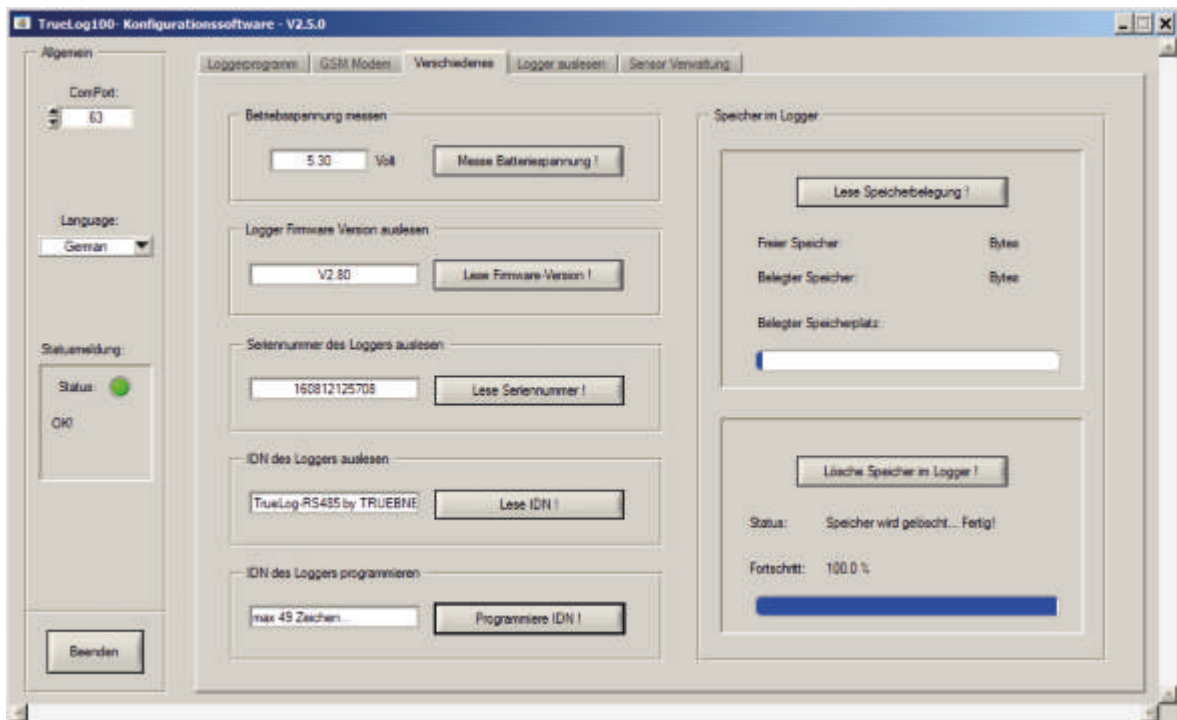 TrueLog100- Konfigurationssoftware - V2.5.0
Allgemein
ComPort:
63
Language:
German
Statusmeldung:
Status:
OK!
Beenden
Loggerprogramm
GSM Modem
Verschiedenes
Logger auslesen
Sensor Verwaltung
Betriebsspannung messen
5.30 Volt
Messe Batteriespannung !
Logger Firmware Version auslesen
V2.80
Lese Firmware-Version !
Seriennummer des Loggers auslesen
160812125708
Lese Seriennummer !
IDN des Loggers auslesen
TrueLog-RS485 by TRUEBNE
Lese IDN !
IDN des Loggers programmieren
max 49 Zeichen...
Programmiere IDN !
Speicher im Logger
Lese Speicherbelegung !
Freier Speicher: Bytes
Belegter Speicher: Bytes
Belegter Speicherplatz:
Lösche Speicher im Logger !
Status: Speicher wird gelöscht... Fertig!
Fortschritt: 100.0 %